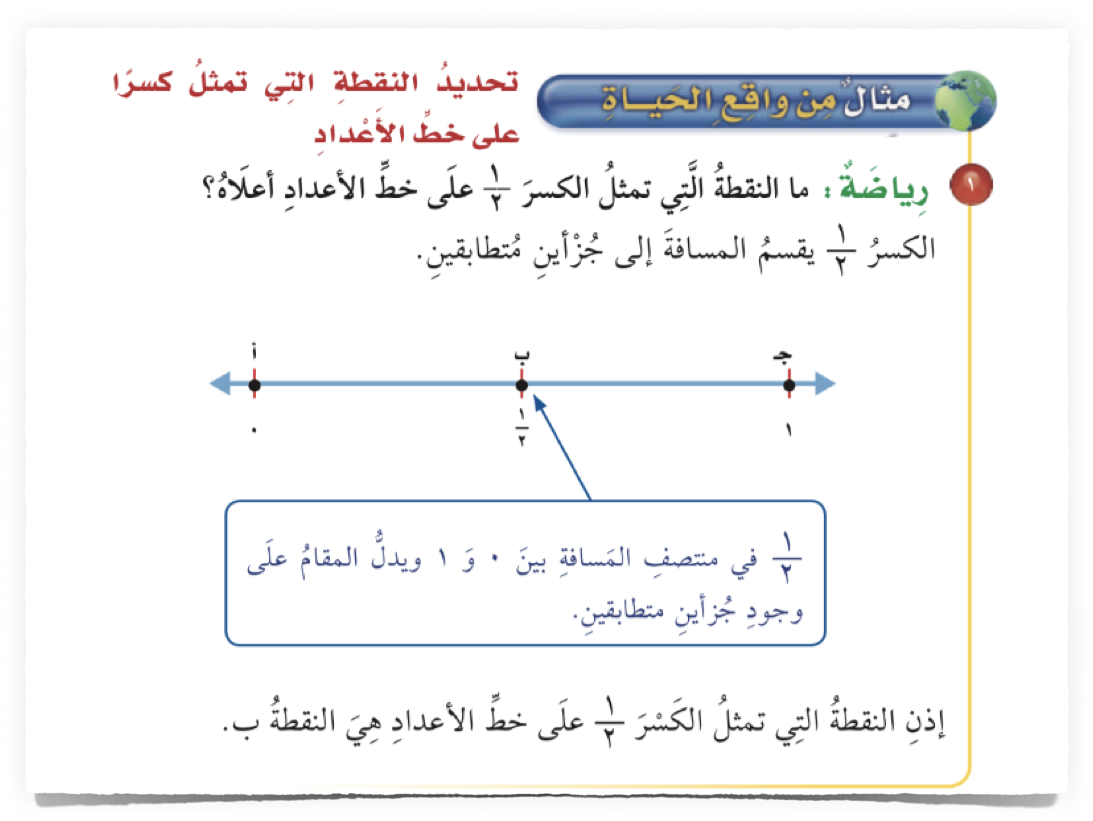 مثالٌ مِن واقِعِ الحَيـاةِ
تحديدُ النقطةِ التِي تمثلُ كسرًا
على خطِّ الأَعْدادِ
١ رِياضَةٌ : ما النقطةُ الَّتِي تمثلُ الكسرَ ١/٢ علَى خطِّ الأعدادِ أعلَاهُ؟
الكسرُ ١/٢ يقسمُ المسافةَ إلى جُزْأينِ مُتطابقينِ.
أ ب جـ
٠ ١/٢ ١
١/٢ في منتصفِ المَسافةِ بينَ ٠ وَ ١ ويدلُّ المقامُ علَى
وجودِ جُزأينِ متطابقينِ.
إذنِ النقطةُ التِي تمثلُ الكَسْرَ ١/٢ علَى خطِّ الأعدادِ هِيَ النقطةُ ب.